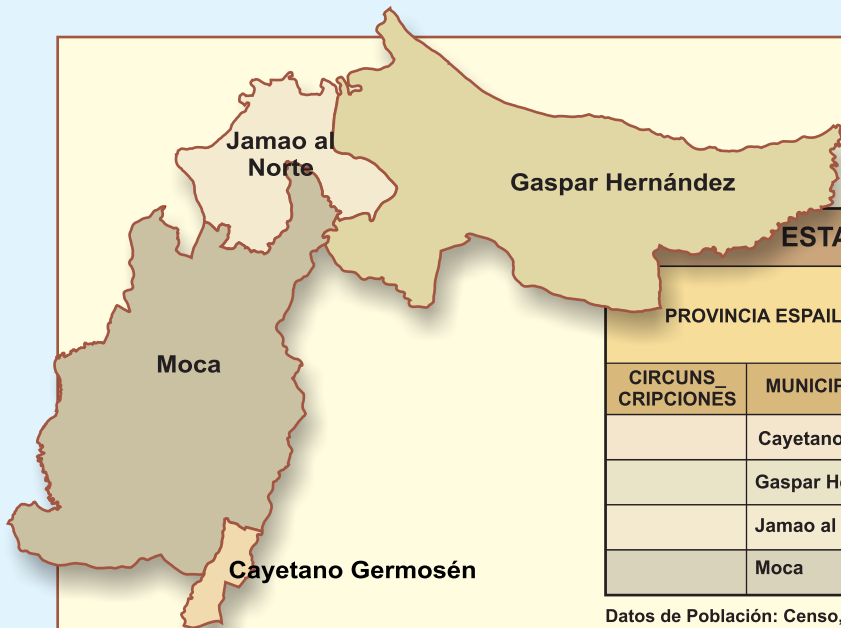 Jamao al
Norte
Gaspar Hernández
Moca
Cayetano Germosén
ESTA
PROVINCIA ESPAIL
CIRCUNS_
CRIPCIONES
MUNICIP
Cayetano
Gaspar He
Jamao al
Moca
Datos de Población: Censo,